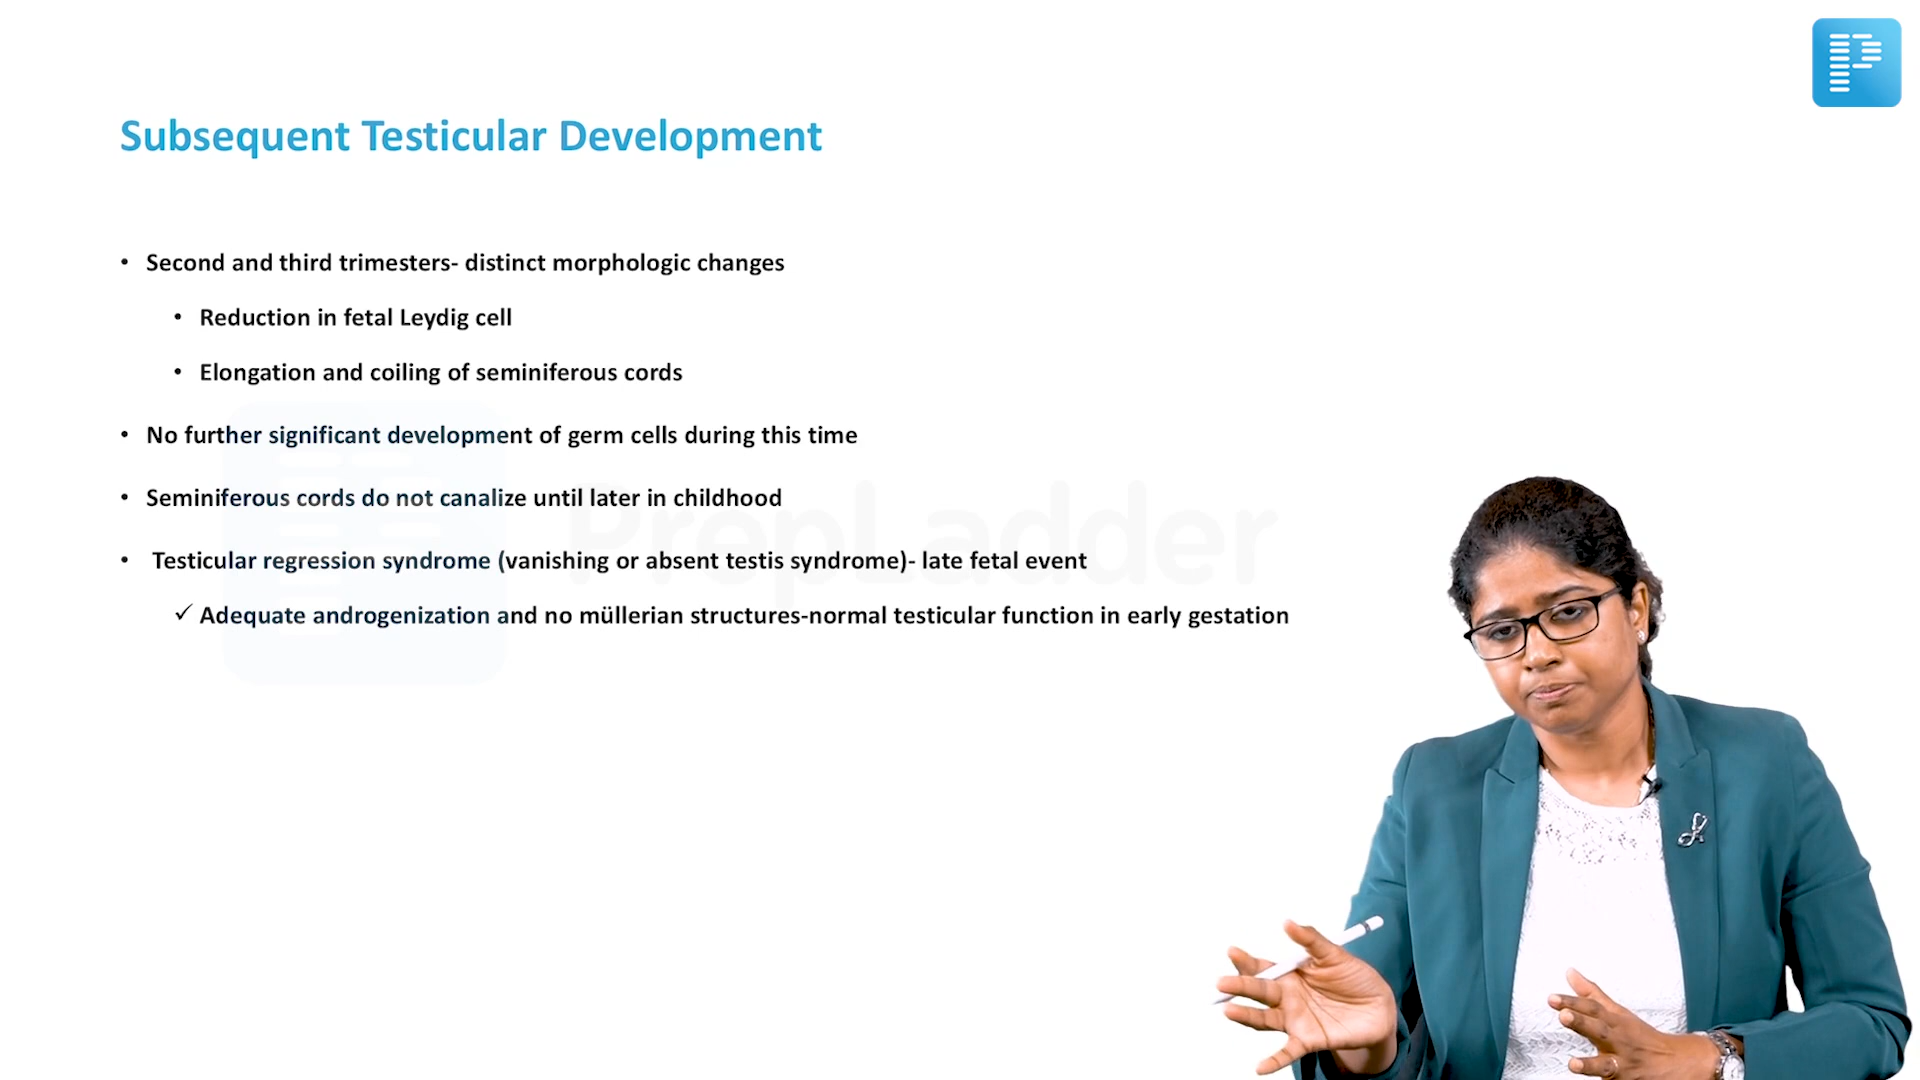 Subsequent Testicular Development
• Second and third trimesters- distinct morphologic changes
• Reduction in fetal Leydig cell
• Elongation and coiling of seminiferous cords
• No further significant development of germ cells during this time
• Seminiferous cords do not canalize until later in childhood
• Testicular regression syndrome (vanishing or absent testis syndrome)- late fetal event
✓ Adequate androgenization and no müllerian structures-normal testicular function in early gestation
PrepLadder